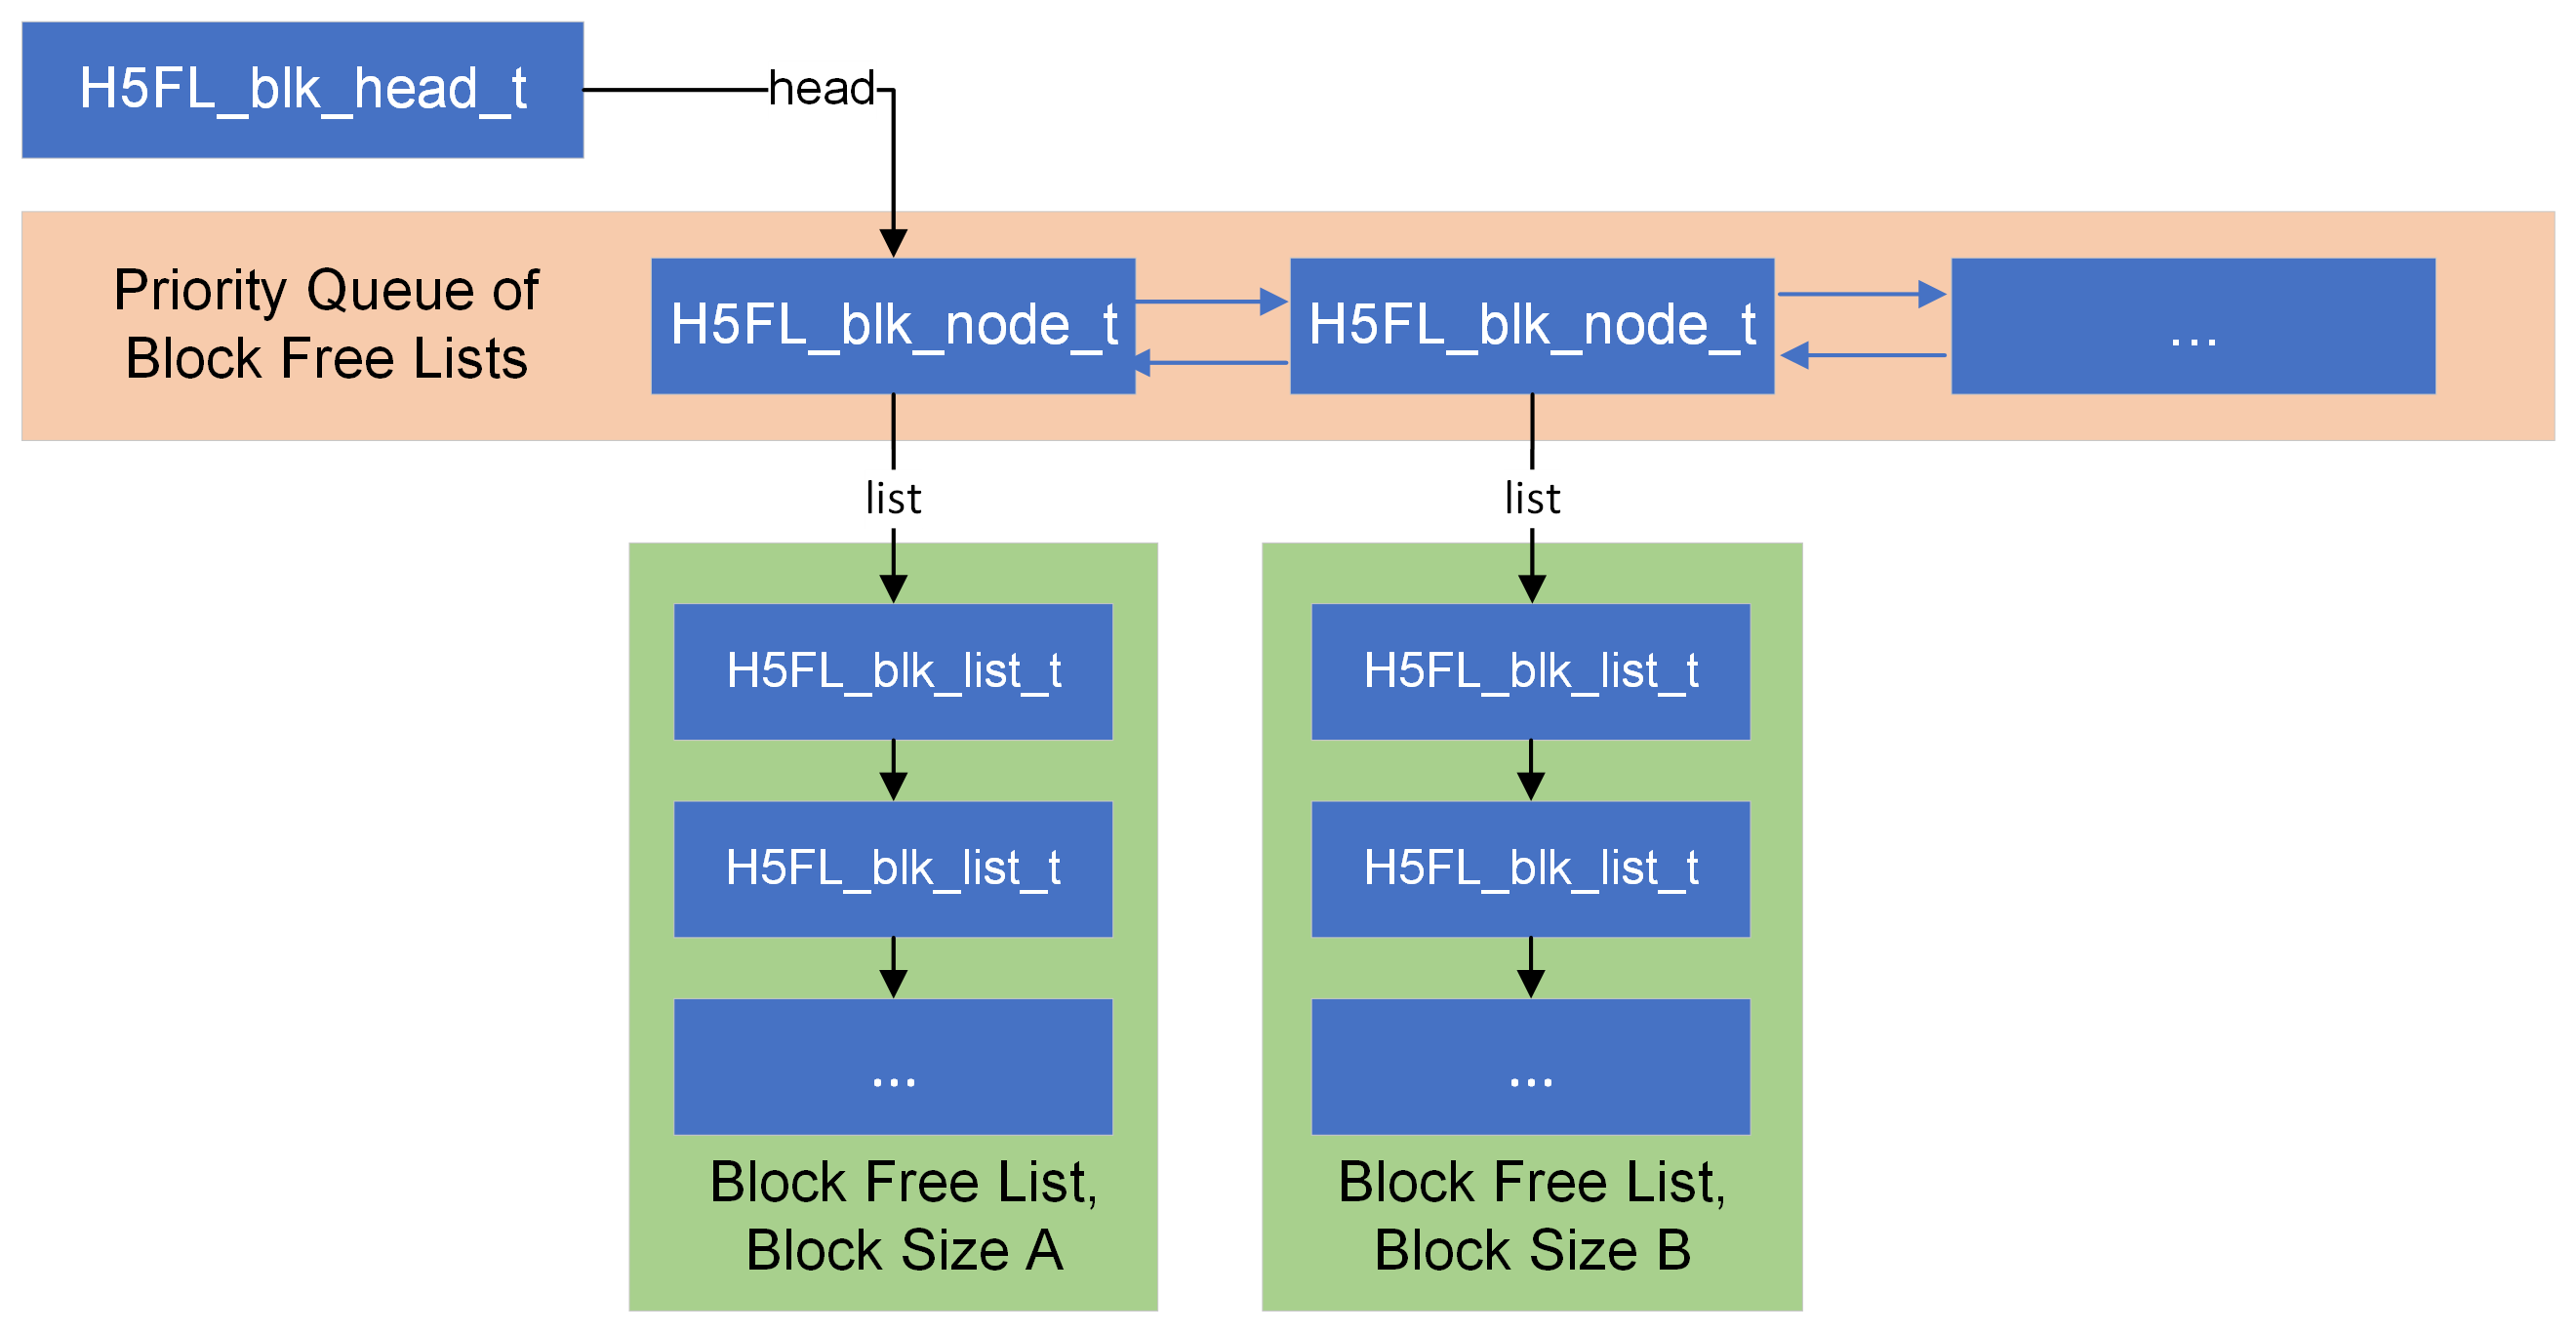 H5FL_blk_head_t
head
Priority Queue of
Block Free Lists
H5FL_blk_node_t
H5FL_blk_node_t
...
list
list
H5FL_blk_list_t
H5FL_blk_list_t
...
Block Free List,
Block Size A
H5FL_blk_list_t
H5FL_blk_list_t
...
Block Free List,
Block Size B